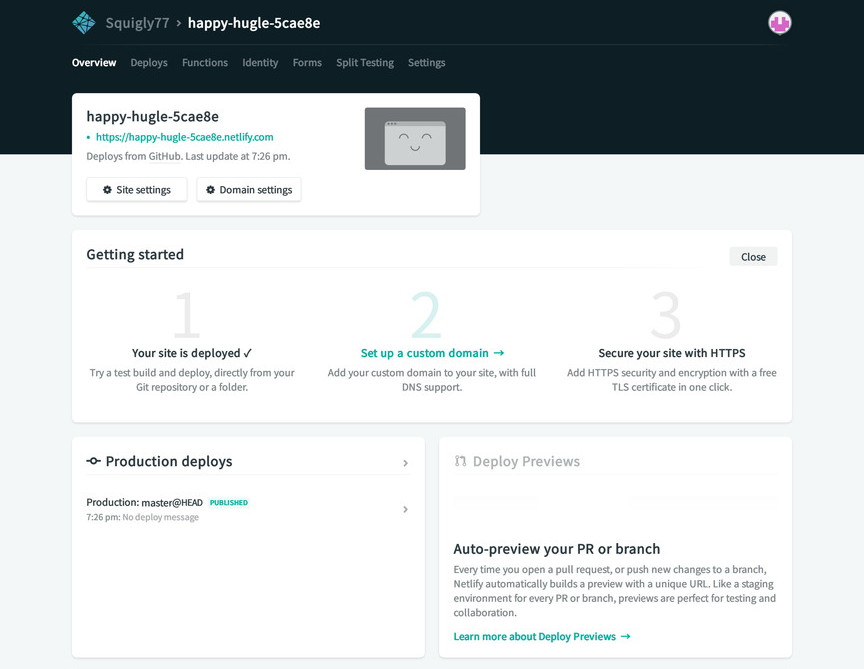 Squigly77 > happy-hugle-5cae8e
Overview Deploys Functions Identity Forms Split Testing Settings
happy-hugle-5cae8e
• https://happy-hugle-5cae8e.netlify.com
Deploys from GitHub. Last update at 7:26 pm.
Site settings Domain settings
Getting started
Close
1
Your site is deployed ✓
Try a test build and deploy, directly from your
Git repository or a folder.
2
Set up a custom domain →
Add your custom domain to your site, with full
DNS support.
3
Secure your site with HTTPS
Add HTTPS security and encryption with a free
TLS certificate in one click.
Production deploys
Production: master@HEAD PUBLISHED
7:26 pm: No deploy message
Deploy Previews
Auto-preview your PR or branch
Every time you open a pull request, or push new changes to a branch,
Netlify automatically builds a preview with a unique URL. Like a staging
environment for every PR or branch, previews are perfect for testing and
collaboration.
Learn more about Deploy Previews →